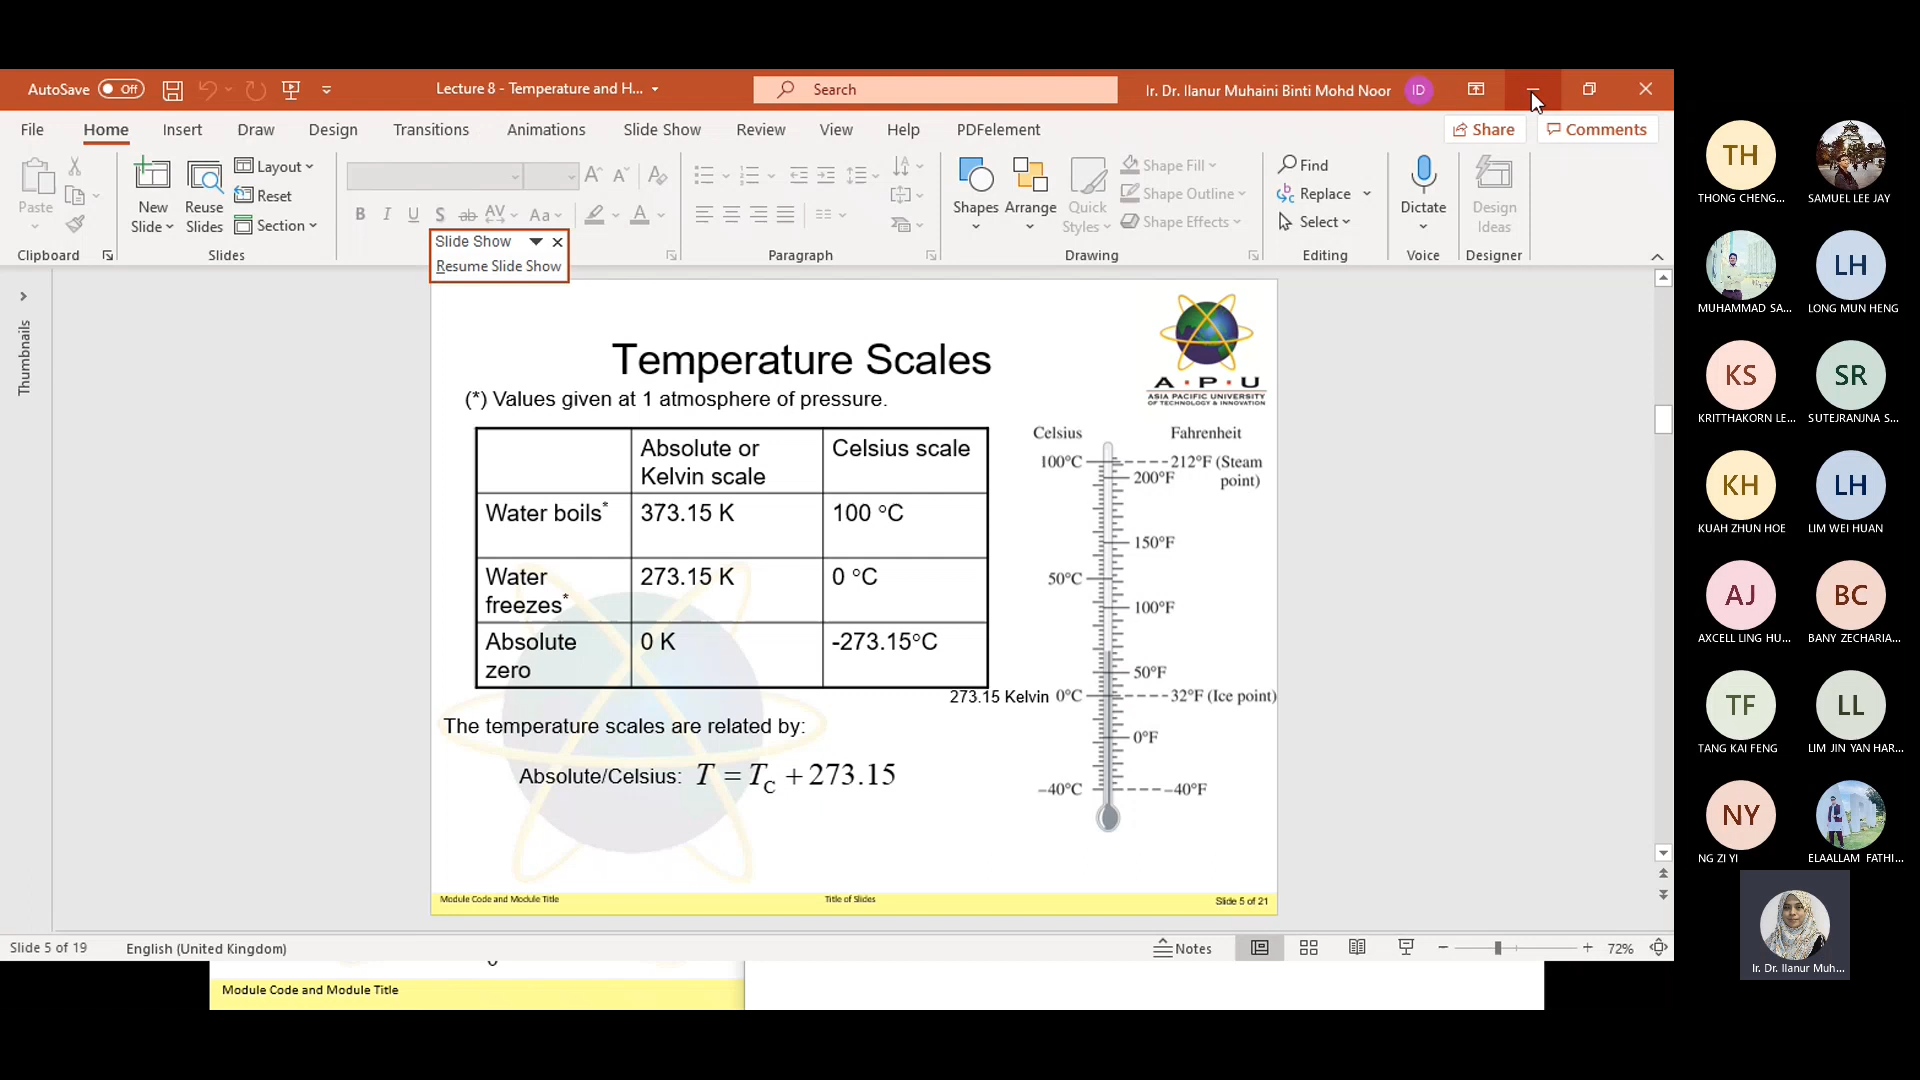 AutoSave Off
Lecture 8 - Temperature and H...
Search
Ir. Dr. Ilanur Muhaini Binti Mohd Noor ID
File Home Insert Draw Design Transitions Animations Slide Show Review View Help PDFelement
Share Comments
Paste
New Slide
Reuse Slides
Layout
Reset
Section
B I U S ab AV Aa A
Shapes Arrange Quick Styles
Shape Fill
Shape Outline
Shape Effects
Find
Replace
Select
Dictate
Design Ideas
Clipboard Slides Paragraph Drawing Editing Voice Designer
Slide Show
Resume Slide Show
Thumbnails
Temperature Scales
A·P·U
ASIA PACIFIC UNIVERSITY
OF TECHNOLOGY & INNOVATION
(*) Values given at 1 atmosphere of pressure.
Absolute or Kelvin scale Celsius scale
Water boils* 373.15 K 100 °C
Water freezes* 273.15 K 0 °C
Absolute zero 0 K -273.15°C
The temperature scales are related by:
Absolute/Celsius: T = TC + 273.15
Celsius Fahrenheit
100°C 212°F (Steam point)
200°F
150°F
50°C
100°F
50°F
273.15 Kelvin 0°C 32°F (Ice point)
0°F
–40°C –40°F
Module Code and Module Title Title of Slides Slide 5 of 21
Slide 5 of 19 English (United Kingdom) Notes 72%
Module Code and Module Title
TH
THONG CHENG...
SAMUEL LEE JAY
MUHAMMAD SA...
LH
LONG MUN HENG
KS
KRITTHAKORN LE...
SR
SUTEJRANJNA S...
KH
KUAH ZHUN HOE
LH
LIM WEI HUAN
AJ
AXCELL LING HU...
BC
BANY ZECHARIA...
TF
TANG KAI FENG
LL
LIM JIN YAN HAR...
NY
NG ZI YI
ELAALLAM FATHI...
Ir. Dr. Ilanur Muh...